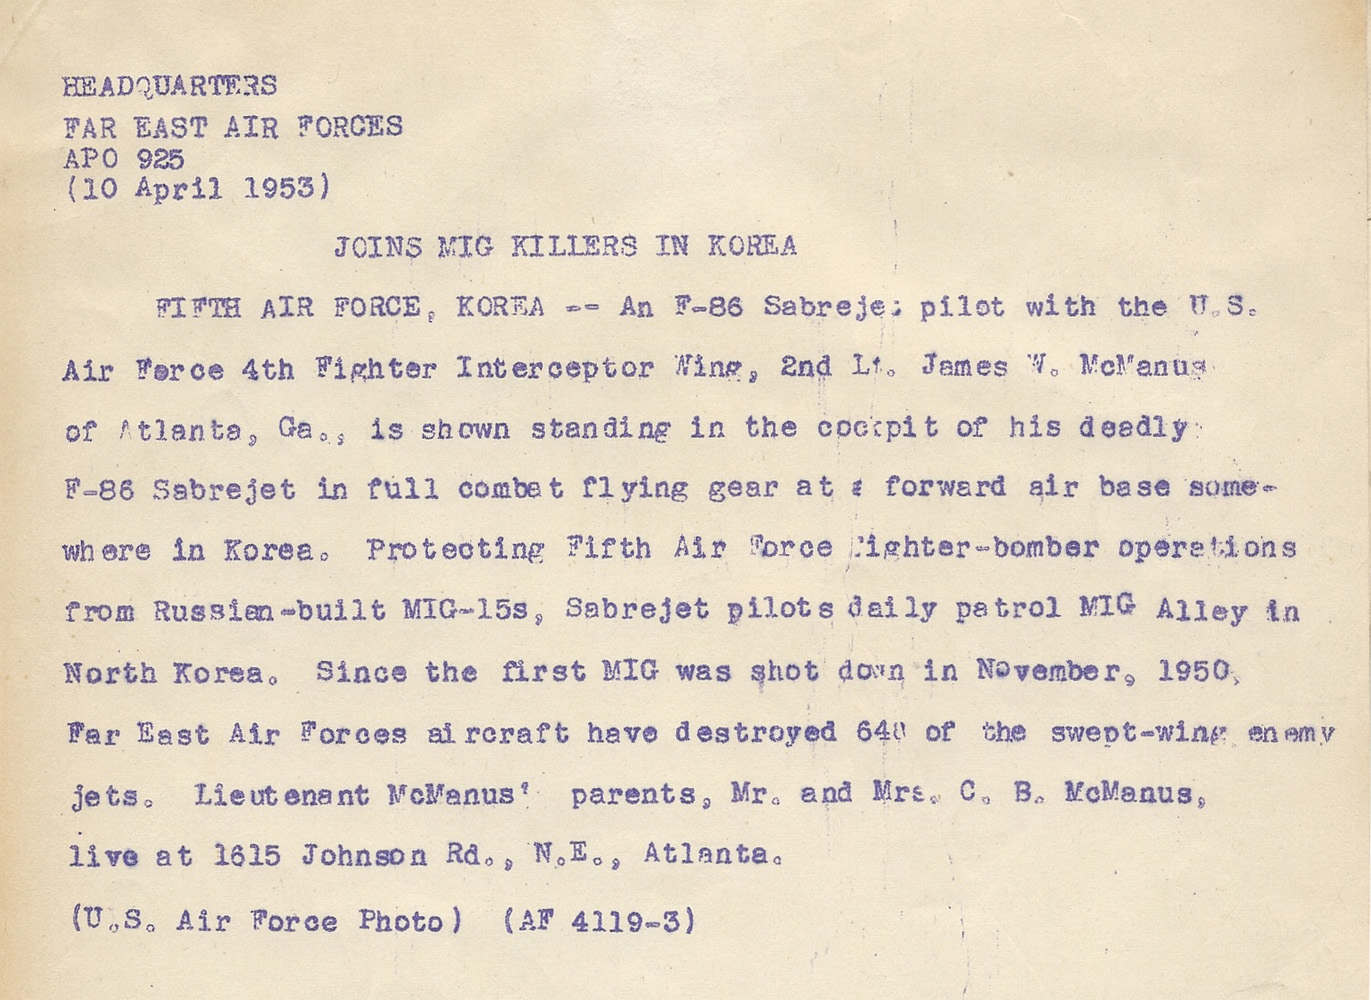 HEADQUARTERS
FAR EAST AIR FORCES
APO 925
(10 April 1953)
JOINS MIG KILLERS IN KOREA
FIFTH AIR FORCE, KOREA -- An F-86 Sabrejet pilot with the U.S.
Air Force 4th Fighter Interceptor Wing, 2nd Lt. James W. McManus
of Atlanta, Ga., is shown standing in the cockpit of his deadly
F-86 Sabrejet in full combat flying gear at a forward air base some-
where in Korea. Protecting Fifth Air Force fighter-bomber operations
from Russian-built MIG-15s, Sabrejet pilots daily patrol MIG Alley in
North Korea. Since the first MIG was shot down in November, 1950,
Far East Air Forces aircraft have destroyed 640 of the swept-wing enemy
jets. Lieutenant McManus' parents, Mr. and Mrs. C. B. McManus,
live at 1615 Johnson Rd., N.E., Atlanta.
(U.S. Air Force Photo) (AF 4119-3)